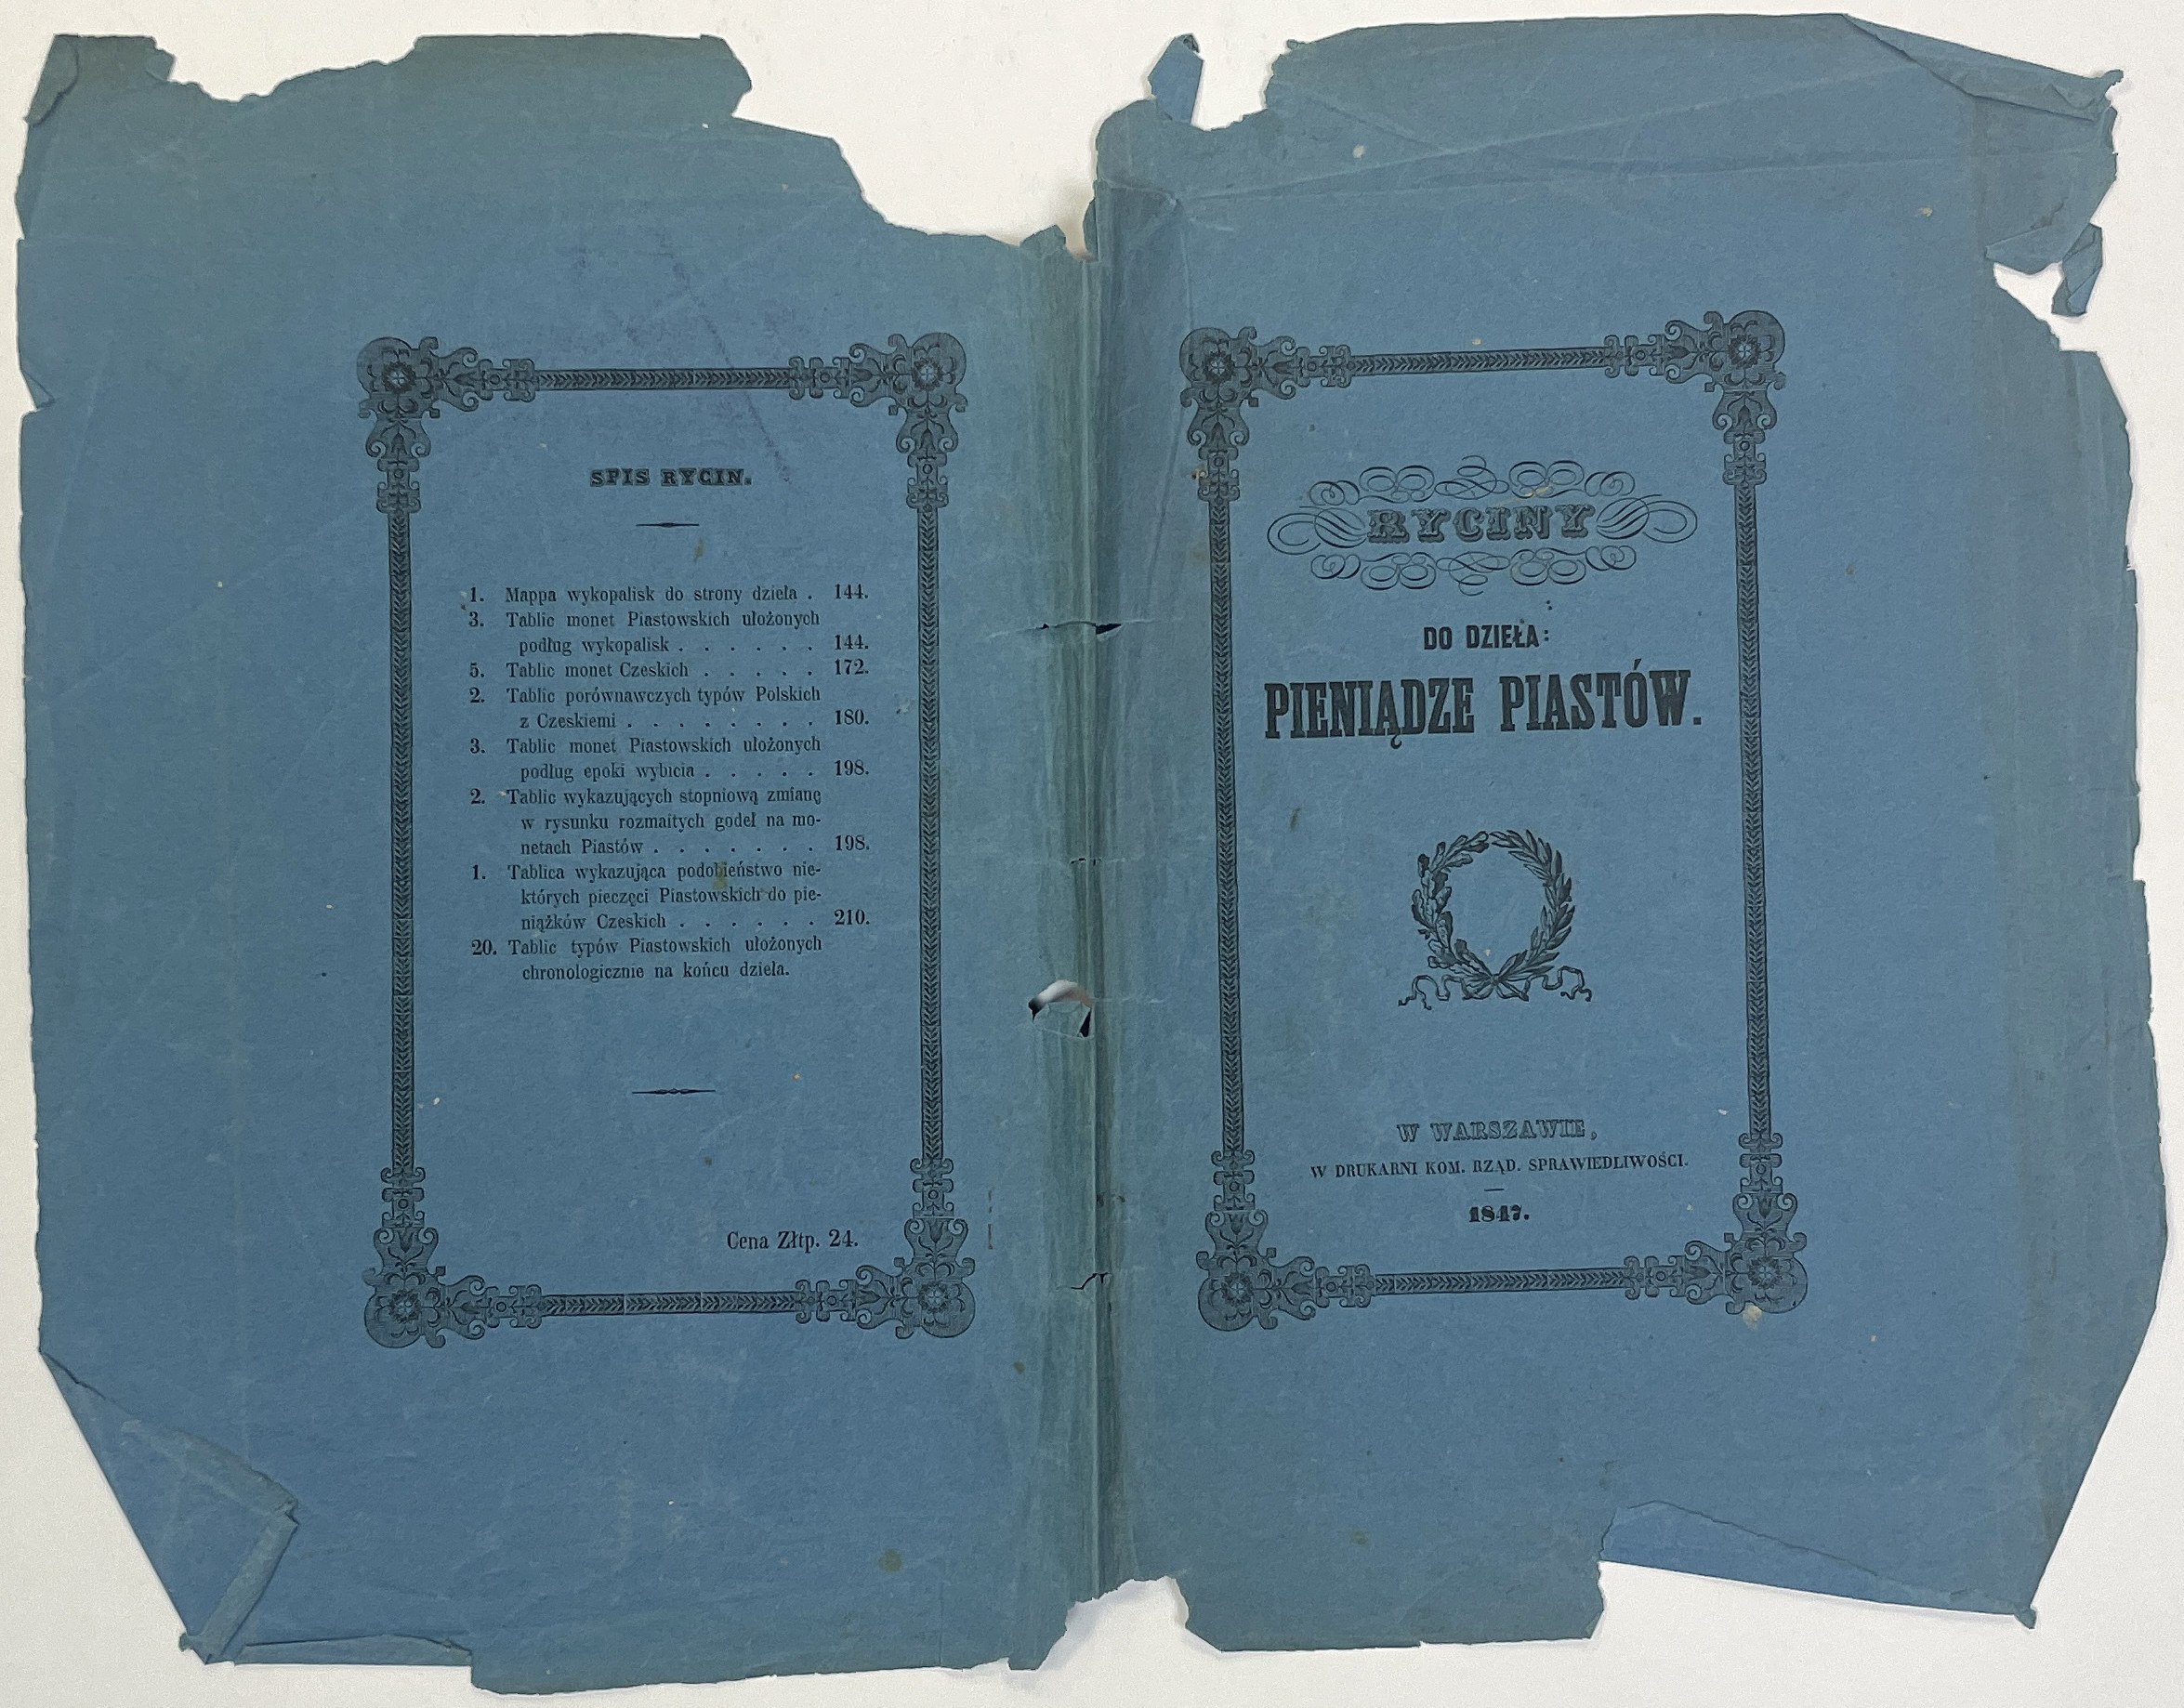 SPIS RYCIN.
1. Mappa wykopalisk do strony dzieła . 144.
3. Tablic monet Piastowskich ułożonych
podług wykopalisk . . . . . . 144.
5. Tablic monet Czeskich . . . . . 172.
2. Tablic porównawczych typów Polskich
z Czeskiemi . . . . . . . . 180.
3. Tablic monet Piastowskich ułożonych
podług epoki wybicia . . . . . 198.
2. Tablic wykazujących stopniową zmianę
w rysunku rozmaitych godeł na mo-
netach Piastów . . . . . . . 198.
1. Tablica wykazująca podobieństwo nie-
których pieczęci Piastowskich do pie-
niążków Czeskich . . . . . . 210.
20. Tablic typów Piastowskich ułożonych
chronologicznie na końcu dzieła.
Cena Złtp. 24.
RYCINY
DO DZIEŁA:
PIENIĄDZE PIASTÓW.
W WARSZAWIE,
W DRUKARNI KOM. RZĄD. SPRAWIEDLIWOŚCI.
1847.